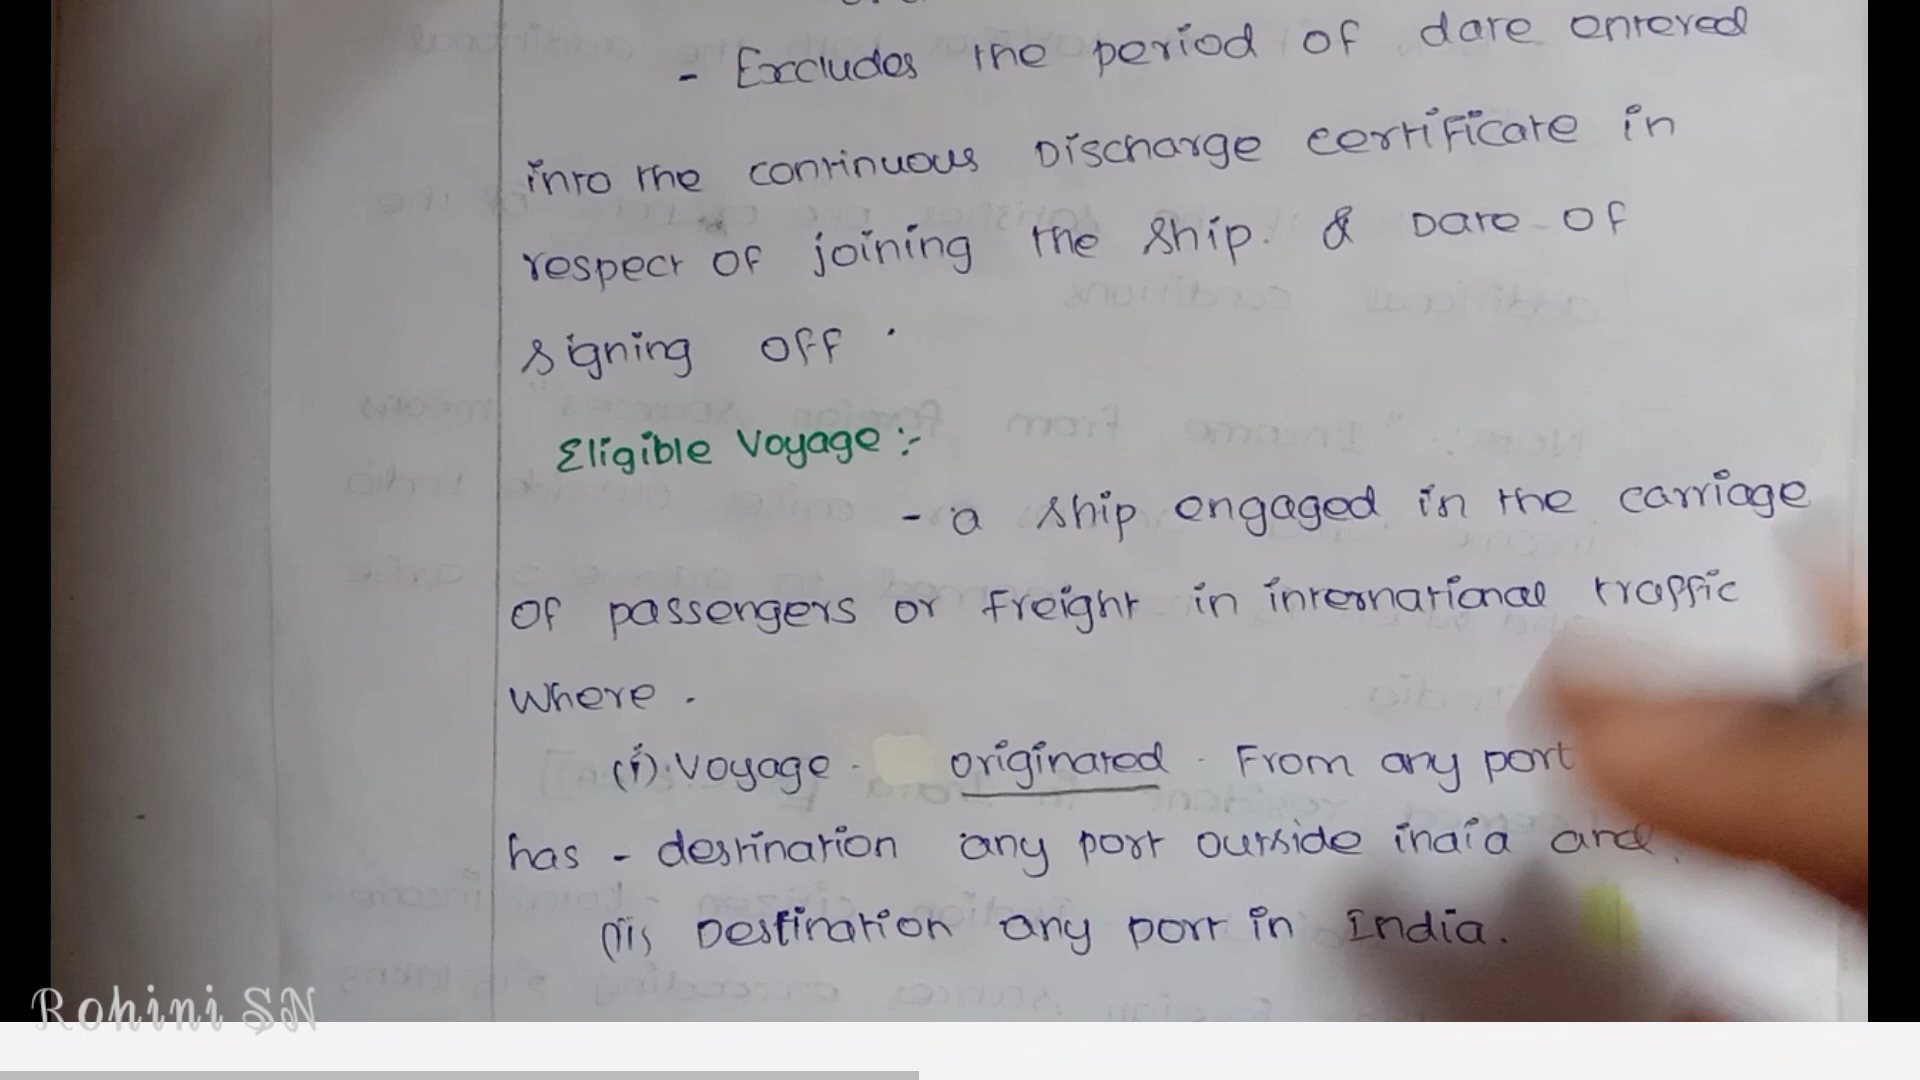 - Excludes the period of date entered
into the continuous Discharge certificate in
respect of joining the ship. & Date of
signing off.
Eligible Voyage :-
- a ship engaged in the carriage
of passengers or freight in international traffic
where.
(i) Voyage originated from any port
has - destination any port outside india and
(ii) Destination any port in India.
Rohini SN